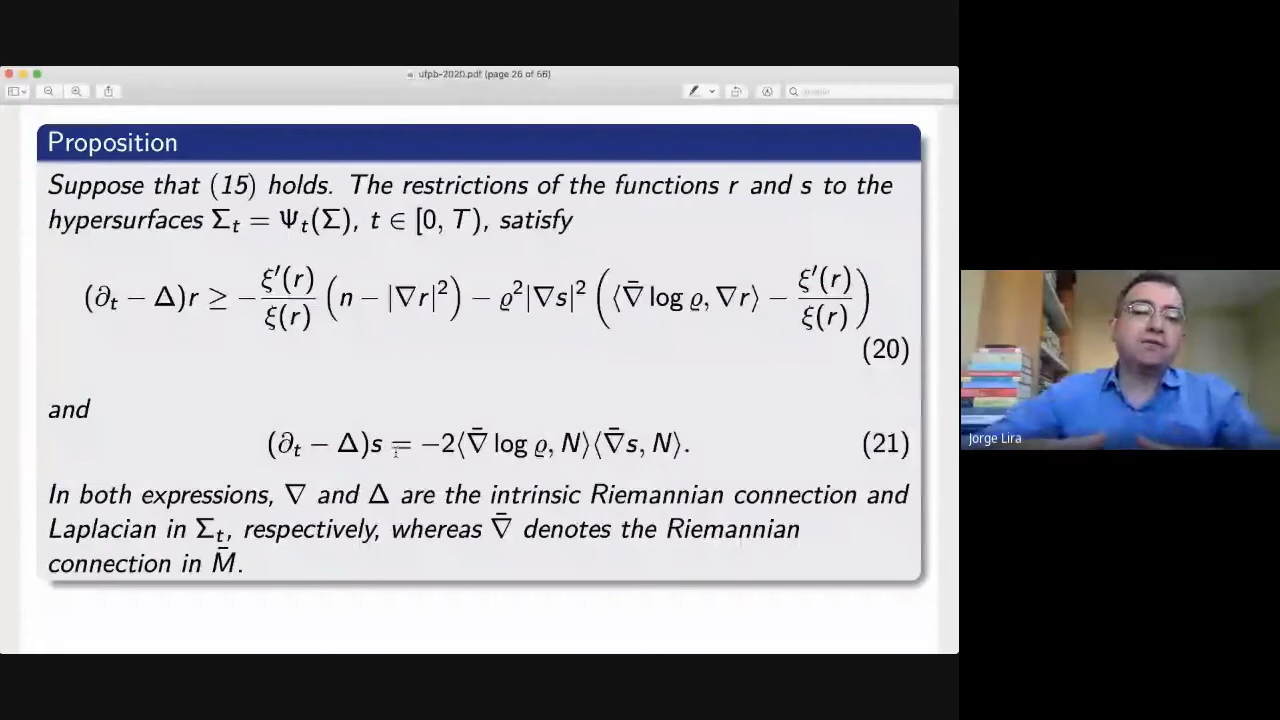 ufpb-2020.pdf (page 26 of 56)
Proposition
Suppose that (15) holds. The restrictions of the functions r and s to the
hypersurfaces Σ_t = Ψ_t(Σ), t ∈ [0, T), satisfy
(∂_t − Δ)r ≥ −ξ′(r)/ξ(r) (n − |∇r|²) − ϱ²|∇s|² (⟨∇̄ log ϱ, ∇r⟩ − ξ′(r)/ξ(r))
(20)
and
(∂_t − Δ)s = −2⟨∇̄ log ϱ, N⟩⟨∇̄s, N⟩. (21)
In both expressions, ∇ and Δ are the intrinsic Riemannian connection and
Laplacian in Σ_t, respectively, whereas ∇̄ denotes the Riemannian
connection in M̄.
Jorge Lira